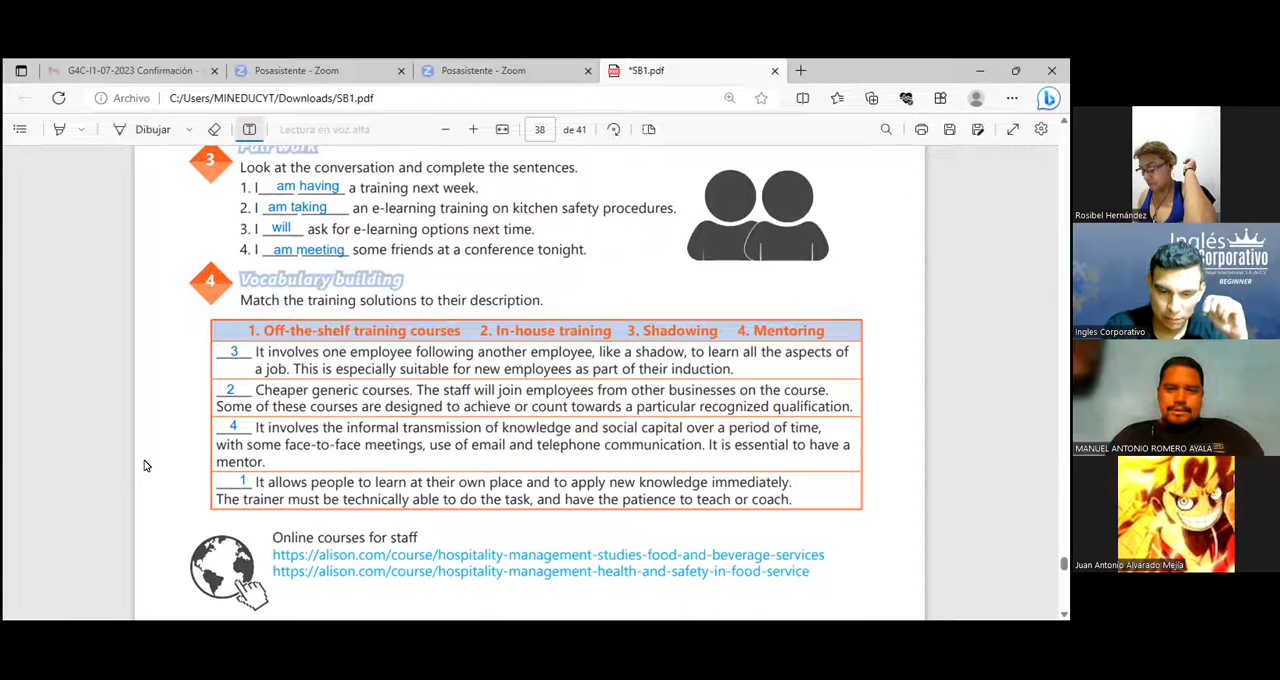 G4C-I1-07-2023 Confirmación -
Posasistente - Zoom
Posasistente - Zoom
*SB1.pdf
Archivo
C:/Users/MINEDUCYT/Downloads/SB1.pdf
Dibujar
Lectura en voz alta
38
de 41
3
Pair work
Look at the conversation and complete the sentences.
1. I am having a training next week.
2. I am taking an e-learning training on kitchen safety procedures.
3. I will ask for e-learning options next time.
4. I am meeting some friends at a conference tonight.
4
Vocabulary building
Match the training solutions to their description.
1. Off-the-shelf training courses 2. In-house training 3. Shadowing 4. Mentoring
3 It involves one employee following another employee, like a shadow, to learn all the aspects of
a job. This is especially suitable for new employees as part of their induction.
2 Cheaper generic courses. The staff will join employees from other businesses on the course.
Some of these courses are designed to achieve or count towards a particular recognized qualification.
4 It involves the informal transmission of knowledge and social capital over a period of time,
with some face-to-face meetings, use of email and telephone communication. It is essential to have a
mentor.
1 It allows people to learn at their own place and to apply new knowledge immediately.
The trainer must be technically able to do the task, and have the patience to teach or coach.
Online courses for staff
https://alison.com/course/hospitality-management-studies-food-and-beverage-services
https://alison.com/course/hospitality-management-health-and-safety-in-food-service
Rosibel Hernández
Inglés
Corporativo
BEGINNER
Ingles Corporativo
MANUEL ANTONIO ROMERO AYALA
Juan Antonio Alvarado Mejía